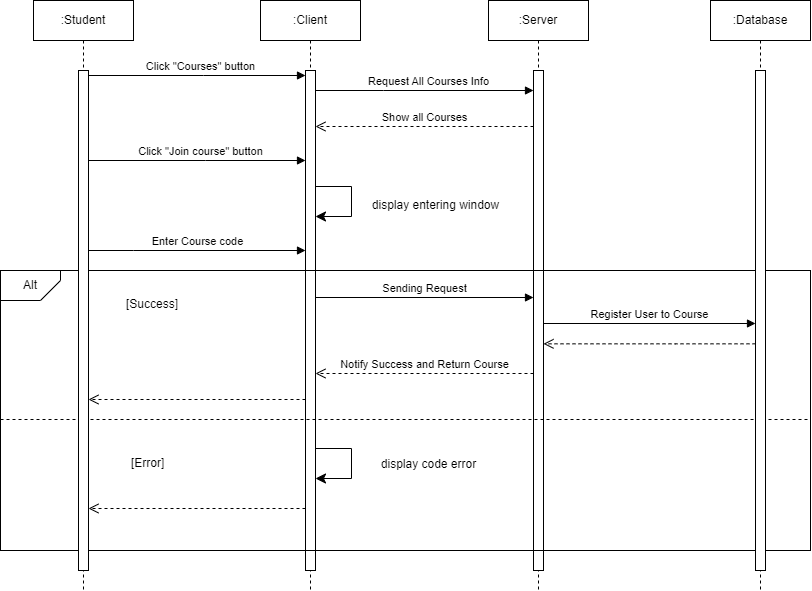 :Student
:Client
:Server
:Database
Click "Courses" button
Request All Courses Info
Show all Courses
Click "Join course" button
display entering window
Enter Course code
Alt
Sending Request
[Success]
Register User to Course
Notify Success and Return Course
[Error]
display code error